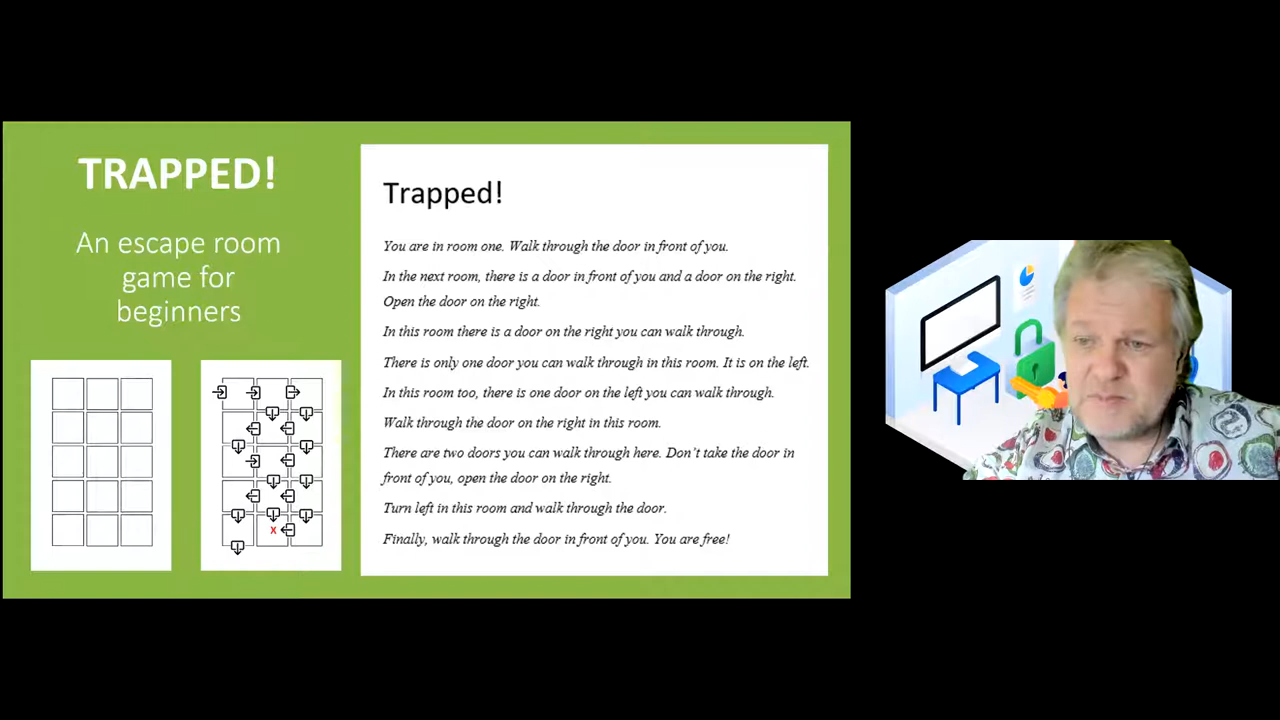 TRAPPED!
An escape room
game for
beginners
X
Trapped!
You are in room one. Walk through the door in front of you.
In the next room, there is a door in front of you and a door on the right.
Open the door on the right.
In this room there is a door on the right you can walk through.
There is only one door you can walk through in this room. It is on the left.
In this room too, there is one door on the left you can walk through.
Walk through the door on the right in this room.
There are two doors you can walk through here. Don't take the door in
front of you, open the door on the right.
Turn left in this room and walk through the door.
Finally, walk through the door in front of you. You are free!